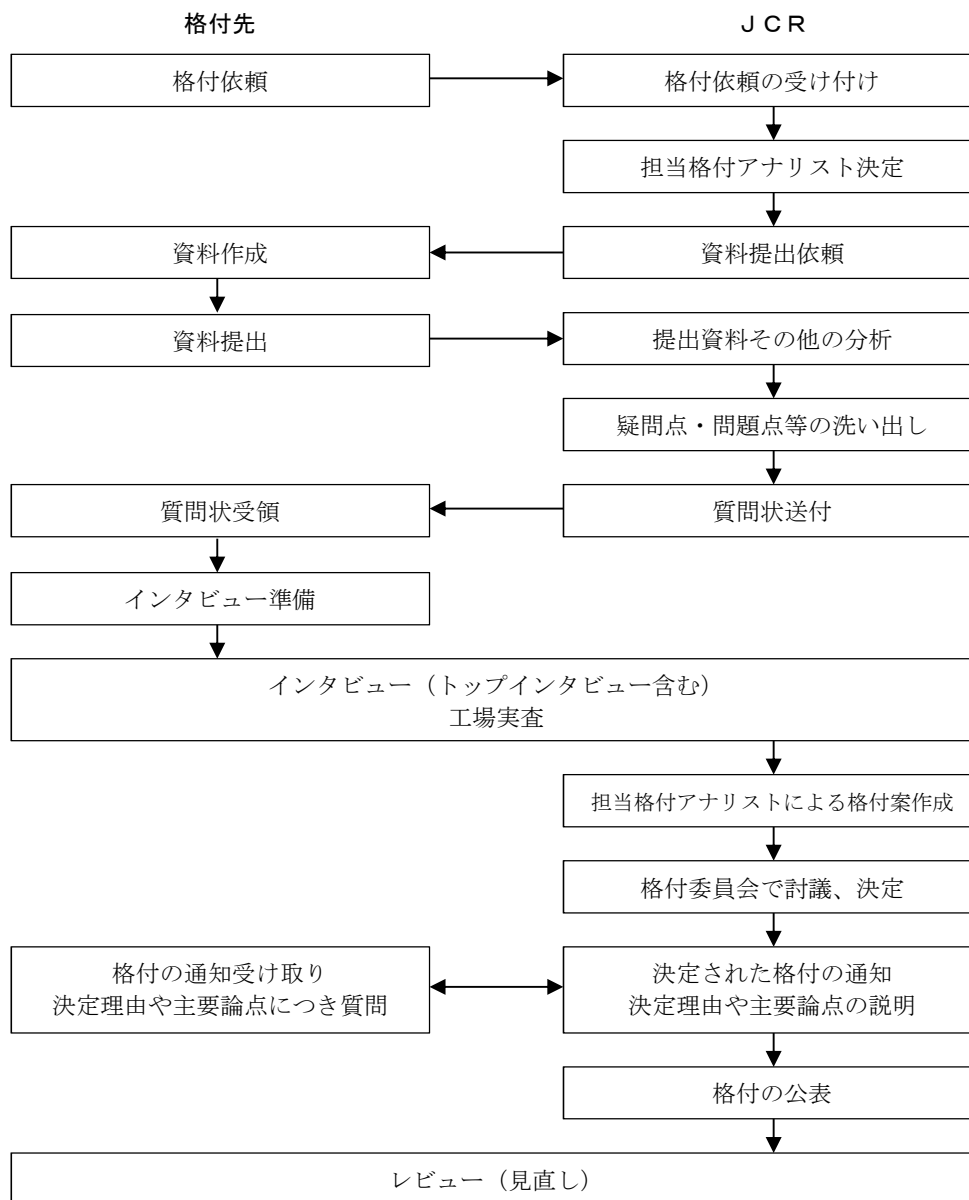 格付先
ＪＣＲ
格付依頼
格付依頼の受け付け
担当格付アナリスト決定
資料作成
資料提出依頼
資料提出
提出資料その他の分析
疑問点・問題点等の洗い出し
質問状受領
質問状送付
インタビュー準備
インタビュー（トップインタビュー含む）
工場実査
担当格付アナリストによる格付案作成
格付委員会で討議、決定
格付の通知受け取り
決定理由や主要論点につき質問
決定された格付の通知
決定理由や主要論点の説明
格付の公表
レビュー（見直し）